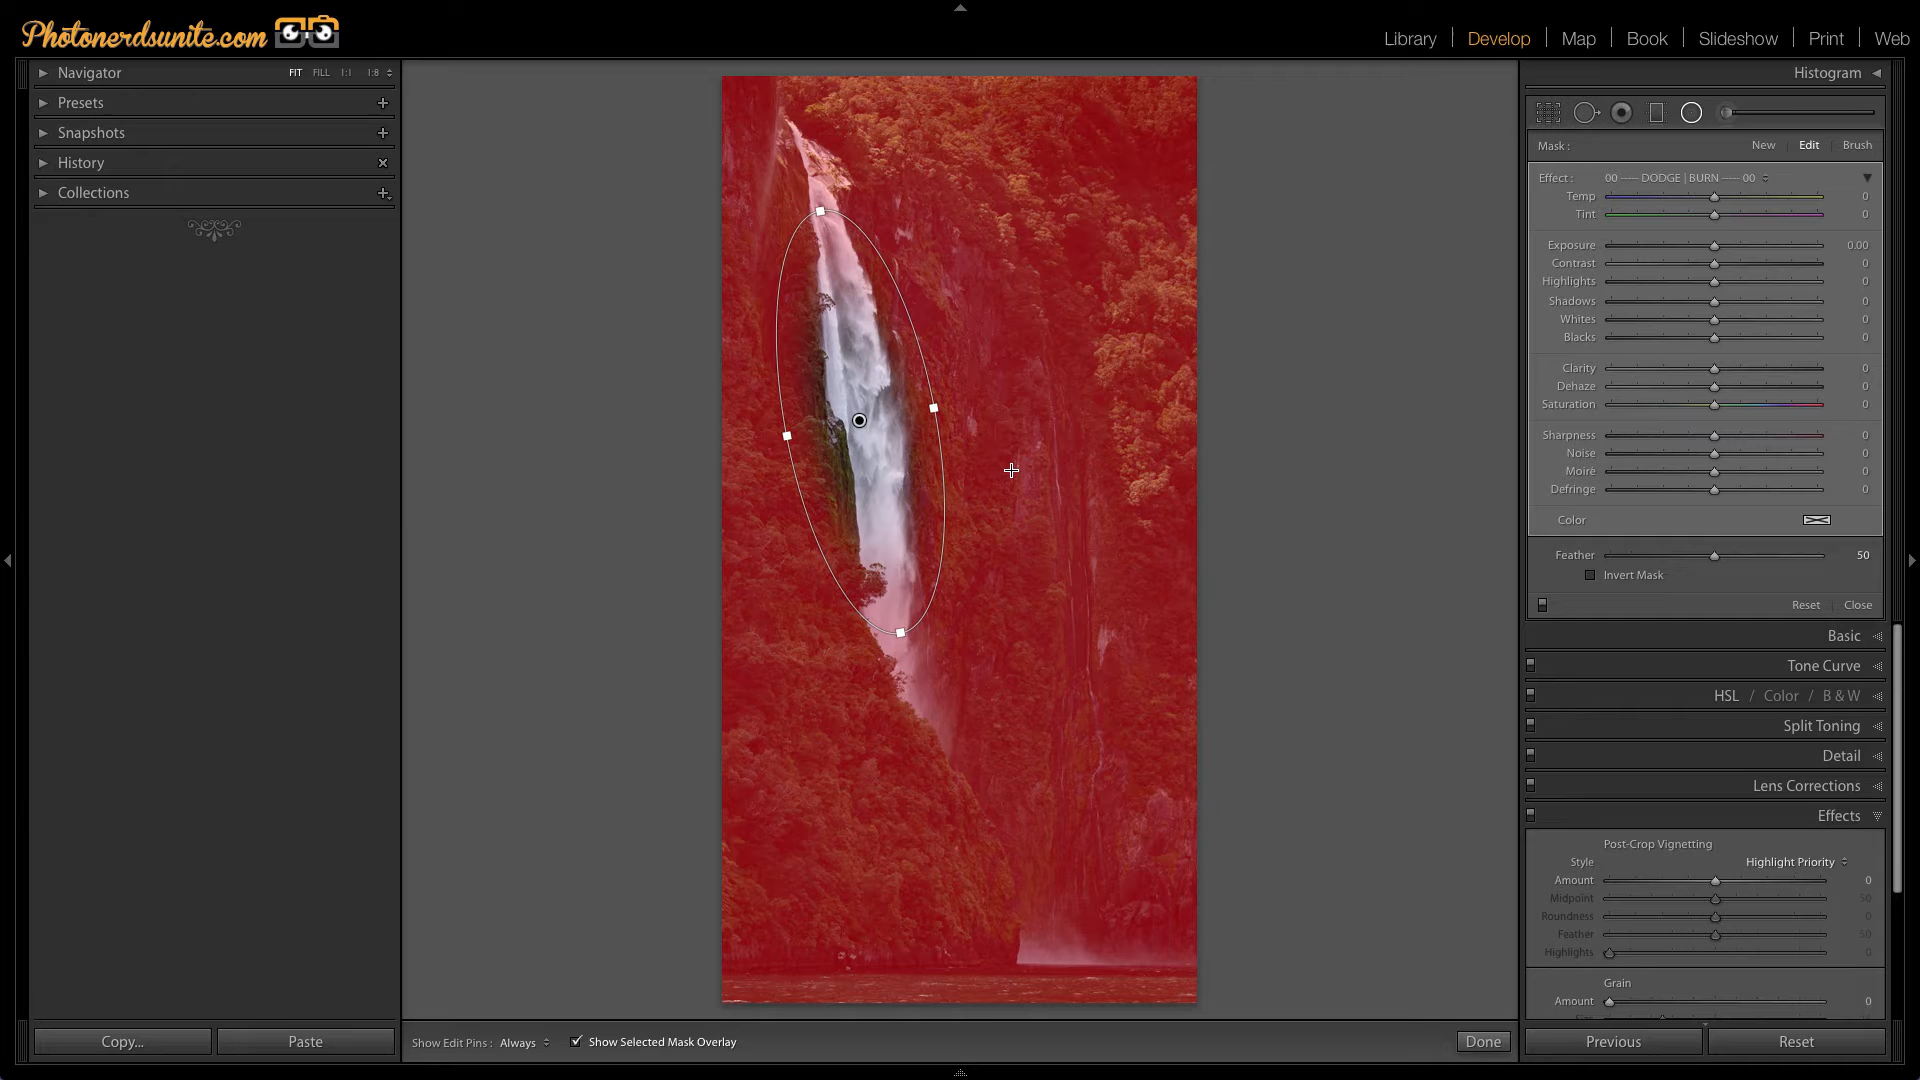 Photonerdsunite.com
Library | Develop | Map | Book | Slideshow | Print | Web
Navigator FIT FILL 1:1 1:8
Presets
Snapshots
History
Collections
Copy...
Paste
Show Edit Pins : Always
Show Selected Mask Overlay
Done
Histogram
Mask : New Edit Brush
Effect : 00 ---- DODGE | BURN ---- 00
Temp 0
Tint 0
Exposure 0.00
Contrast 0
Highlights 0
Shadows 0
Whites 0
Blacks 0
Clarity 0
Dehaze 0
Saturation 0
Sharpness 0
Noise 0
Moiré 0
Defringe 0
Color
Feather 50
Invert Mask
Reset Close
Basic
Tone Curve
HSL / Color / B & W
Split Toning
Detail
Lens Corrections
Effects
Post-Crop Vignetting
Style Highlight Priority
Amount 0
Midpoint 50
Roundness 0
Feather 50
Highlights 0
Grain
Amount 0
Previous
Reset